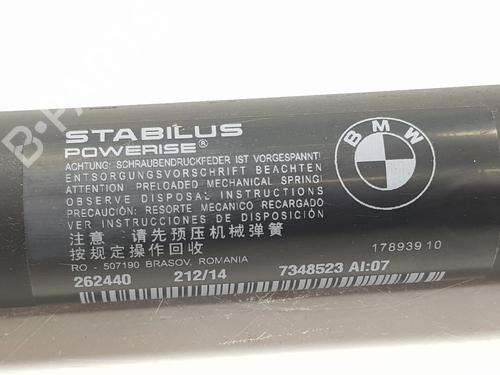 STABILUS
POWERISE®
ACHTUNG: SCHRAUBENDRUCKFEDER IST VORGESPANNT!
ENTSORGUNGSVORSCHRIFT BEACHTEN
ATTENTION: PRELOADED MECHANICAL SPRING!
OBSERVE DISPOSAL INSTRUCTIONS
PRECAUCIÓN: RESORTE MECANICO RECARGADO
VER INSTRUCCIONES DE DISPOSICIÓN
注意: 请先预压机械弹簧
按规定操作回收
RO - 507190 BRASOV, ROMANIA
262440 212/14 7348523 AI:07
17893910
BMW
B-PARTS